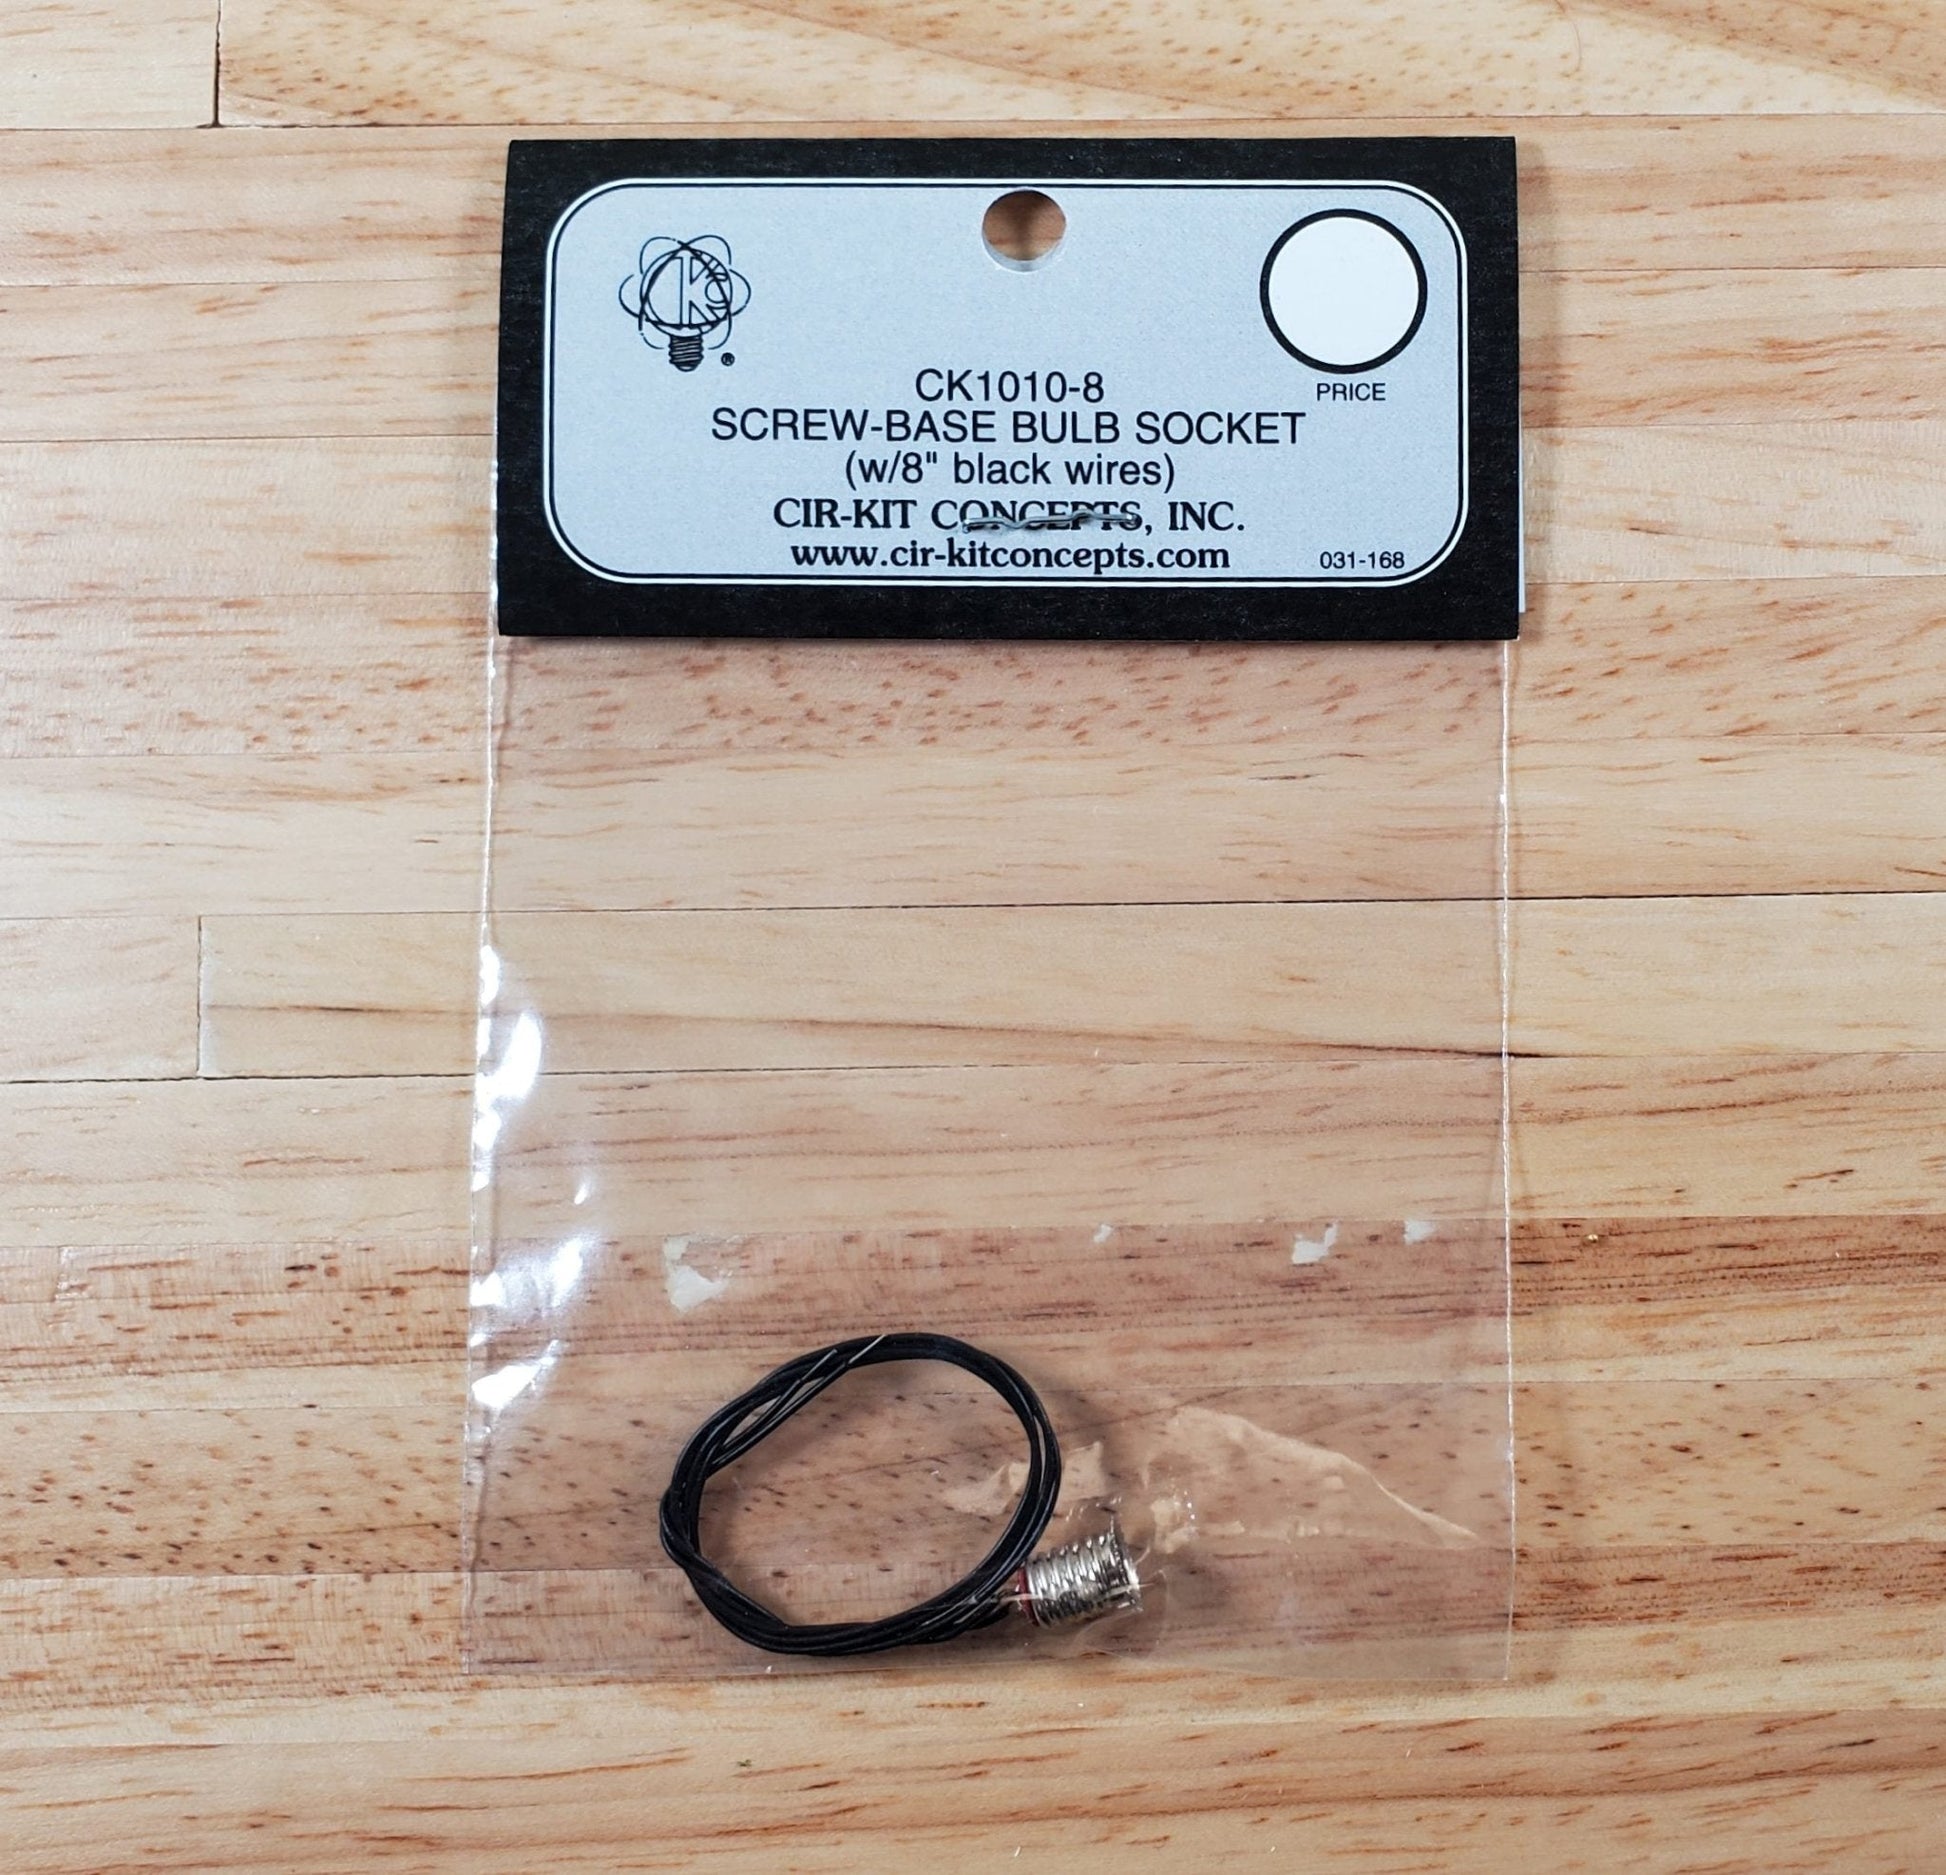 CK
®
PRICE
CK1010-8
SCREW-BASE BULB SOCKET
(w/8" black wires)
CIR-KIT CONCEPTS, INC.
www.cir-kitconcepts.com
031-168